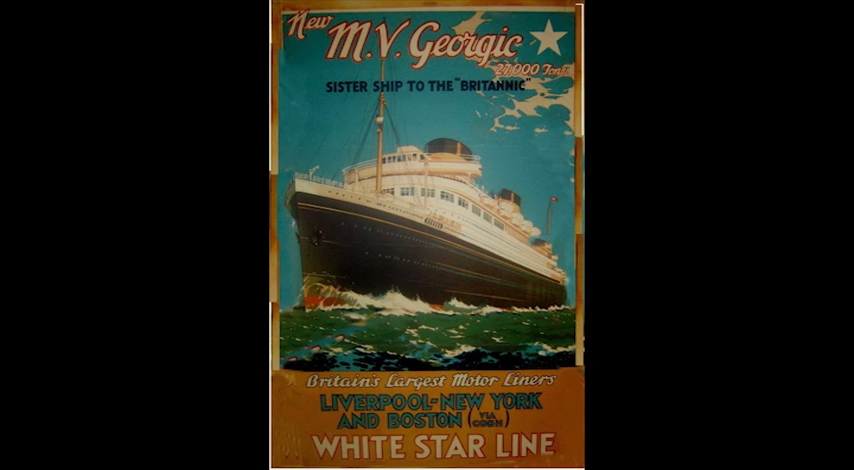 New
M.V. Georgic
27,000 Tons
SISTER SHIP TO THE "BRITANNIC"
Britain's Largest Motor Liners
LIVERPOOL-NEW YORK
AND BOSTON (VIA COBH)
WHITE STAR LINE